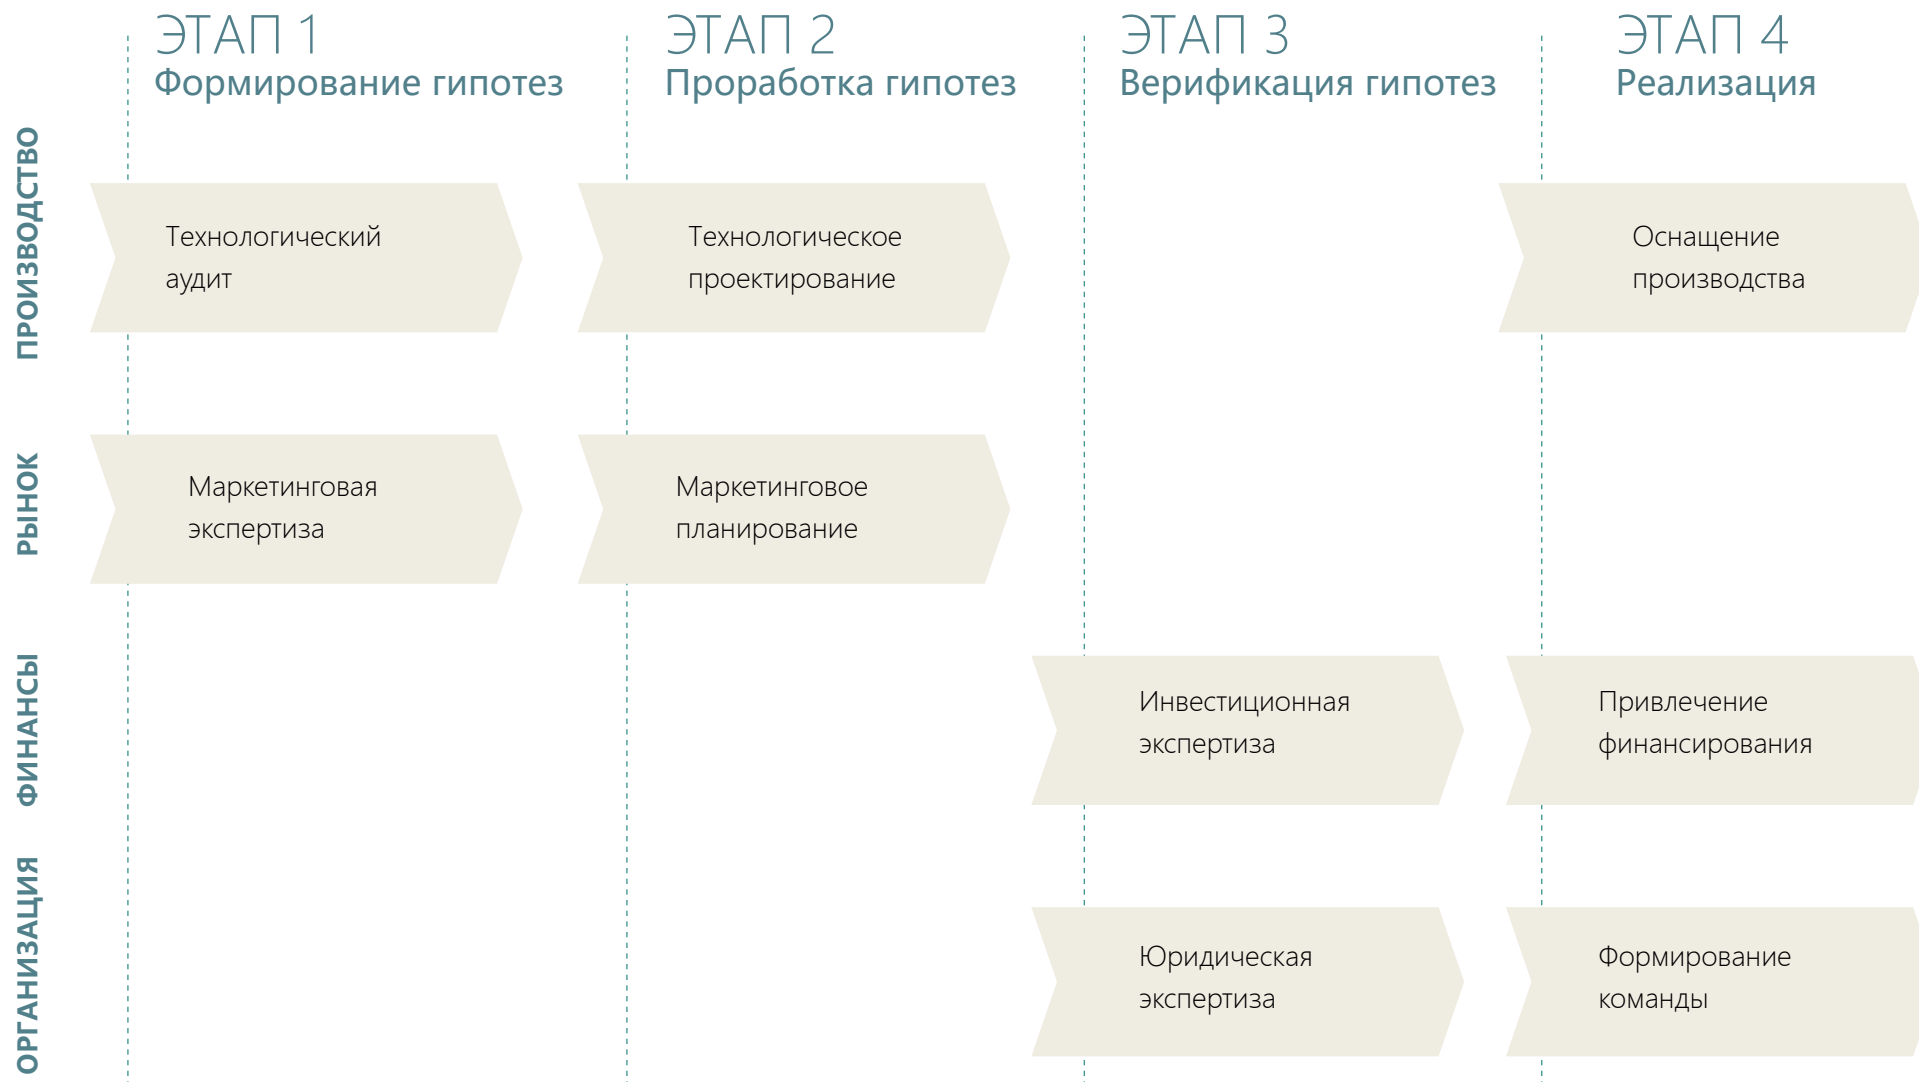 ЭТАП 1
Формирование гипотез
ЭТАП 2
Проработка гипотез
ЭТАП 3
Верификация гипотез
ЭТАП 4
Реализация
ПРОИЗВОДСТВО
Технологический
аудит
Технологическое
проектирование
Оснащение
производства
РЫНОК
Маркетинговая
экспертиза
Маркетинговое
планирование
ФИНАНСЫ
Инвестиционная
экспертиза
Привлечение
финансирования
ОРГАНИЗАЦИЯ
Юридическая
экспертиза
Формирование
команды